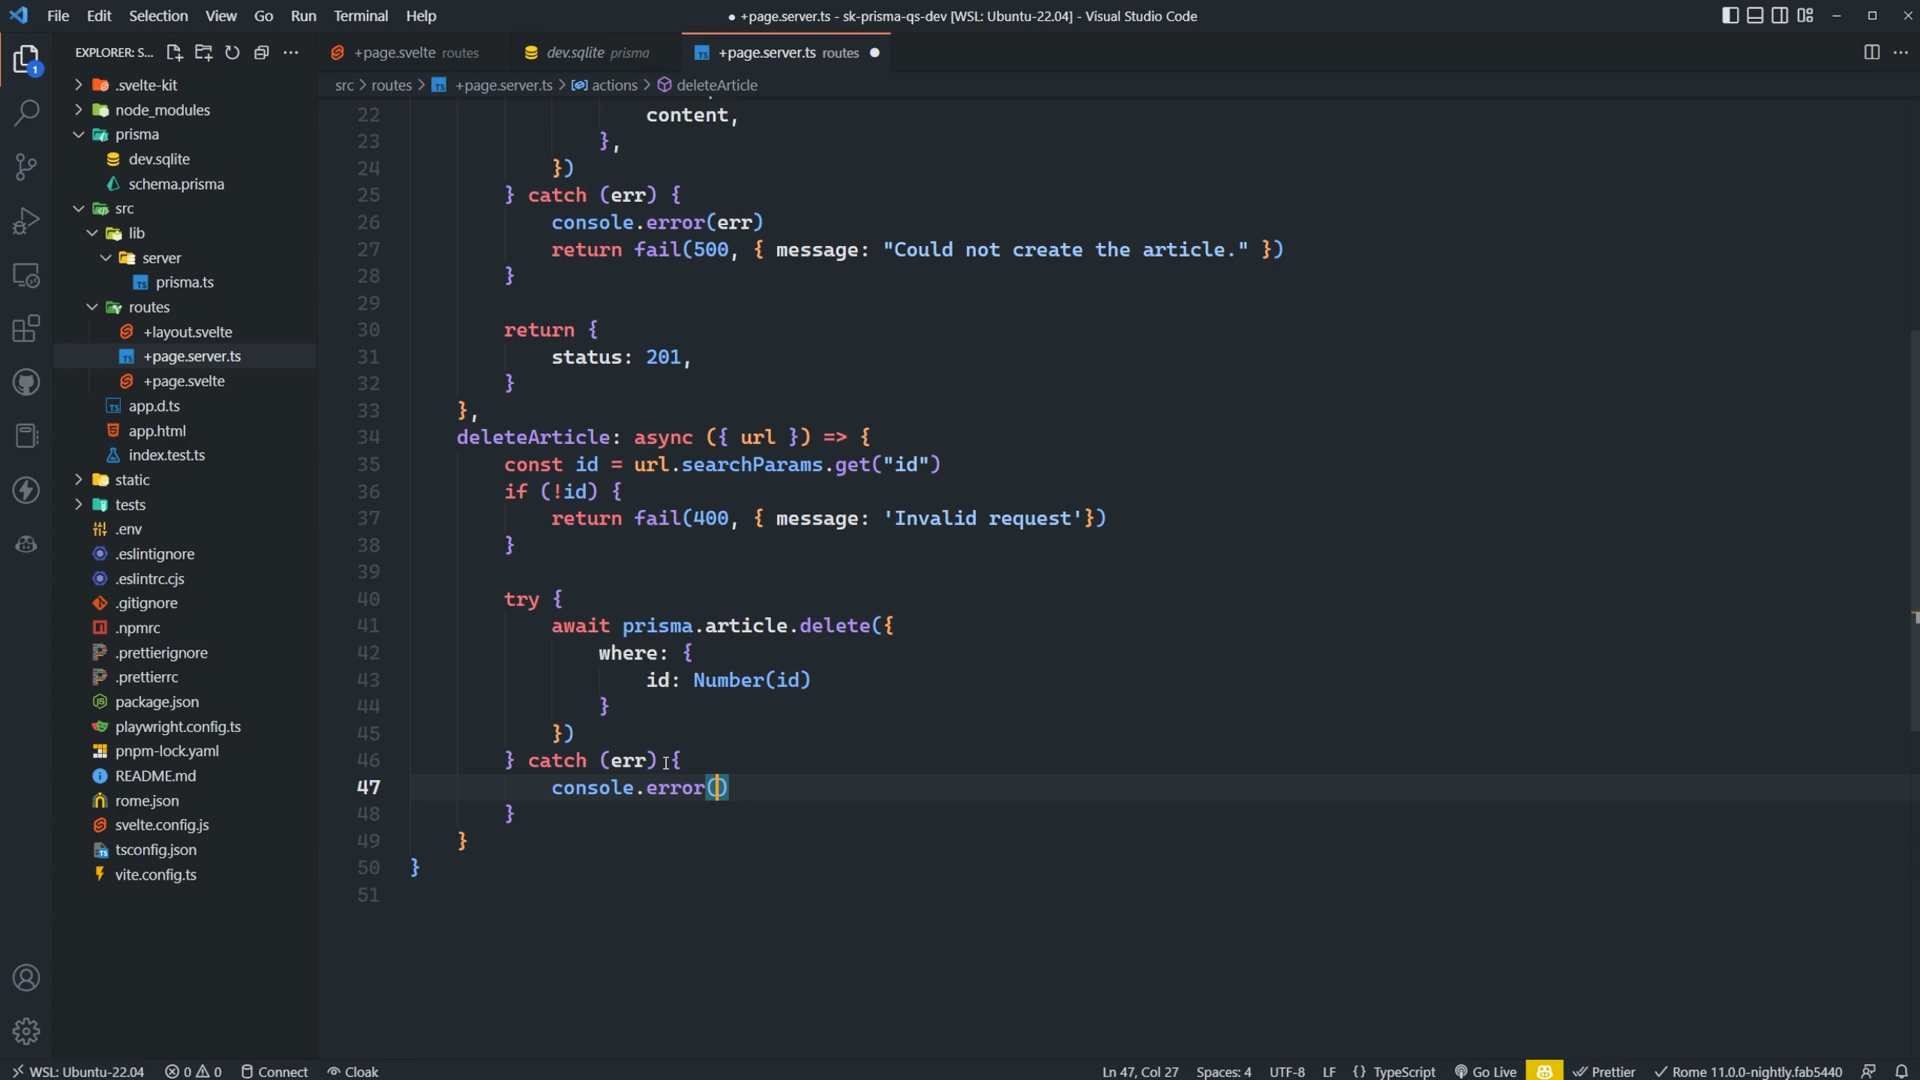 File Edit Selection View Go Run Terminal Help
● +page.server.ts - sk-prisma-qs-dev [WSL: Ubuntu-22.04] - Visual Studio Code
EXPLORER: S...
+page.svelte routes
dev.sqlite prisma
+page.server.ts routes
src > routes > +page.server.ts > actions > deleteArticle
1
.svelte-kit
node_modules
prisma
dev.sqlite
schema.prisma
src
lib
server
prisma.ts
routes
+layout.svelte
+page.server.ts
+page.svelte
app.d.ts
app.html
index.test.ts
static
tests
.env
.eslintignore
.eslintrc.cjs
.gitignore
.npmrc
.prettierignore
.prettierrc
package.json
playwright.config.ts
pnpm-lock.yaml
README.md
rome.json
svelte.config.js
tsconfig.json
vite.config.ts
22 content,
23 },
24 })
25 } catch (err) {
26 console.error(err)
27 return fail(500, { message: "Could not create the article." })
28 }
29
30 return {
31 status: 201,
32 }
33 },
34 deleteArticle: async ({ url }) => {
35 const id = url.searchParams.get("id")
36 if (!id) {
37 return fail(400, { message: 'Invalid request'})
38 }
39
40 try {
41 await prisma.article.delete({
42 where: {
43 id: Number(id)
44 }
45 })
46 } catch (err) {
47 console.error()
48 }
49 }
50 }
51
WSL: Ubuntu-22.04 0 0 Connect Cloak Ln 47, Col 27 Spaces: 4 UTF-8 LF {} TypeScript Go Live Prettier Rome 11.0.0-nightly.fab5440